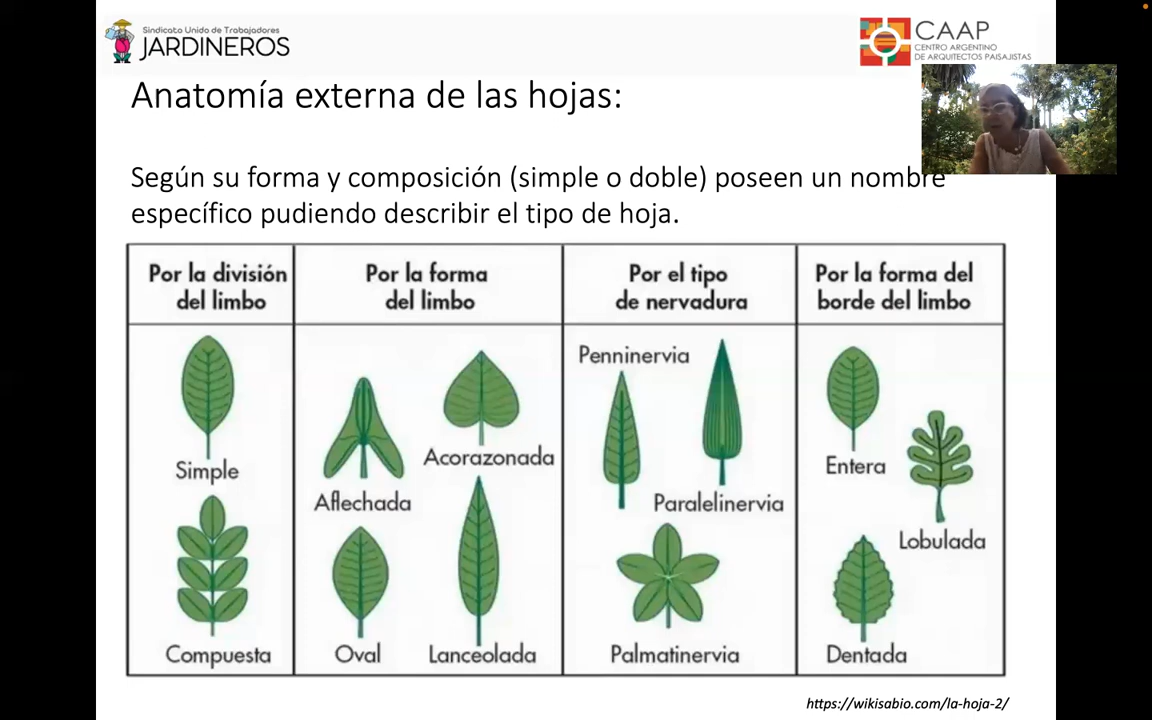 Sindicato Unido de Trabajadores
JARDINEROS
CAAP
CENTRO ARGENTINO
DE ARQUITECTOS PAISAJISTAS
Anatomía externa de las hojas:
Según su forma y composición (simple o doble) poseen un nombre
específico pudiendo describir el tipo de hoja.
Por la división
del limbo
Por la forma
del limbo
Por el tipo
de nervadura
Por la forma del
borde del limbo
Simple
Compuesta
Aflechada
Acorazonada
Oval
Lanceolada
Penninervia
Paralelinervia
Palmatinervia
Entera
Lobulada
Dentada
https://wikisabio.com/la-hoja-2/